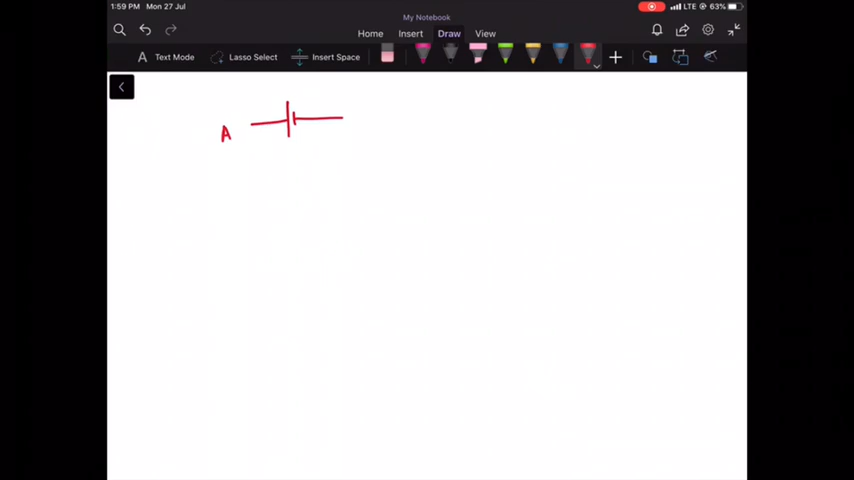 1:59 PM Mon 27 Jul
LTE 63%
My Notebook
Home Insert Draw View
A Text Mode Lasso Select Insert Space
A